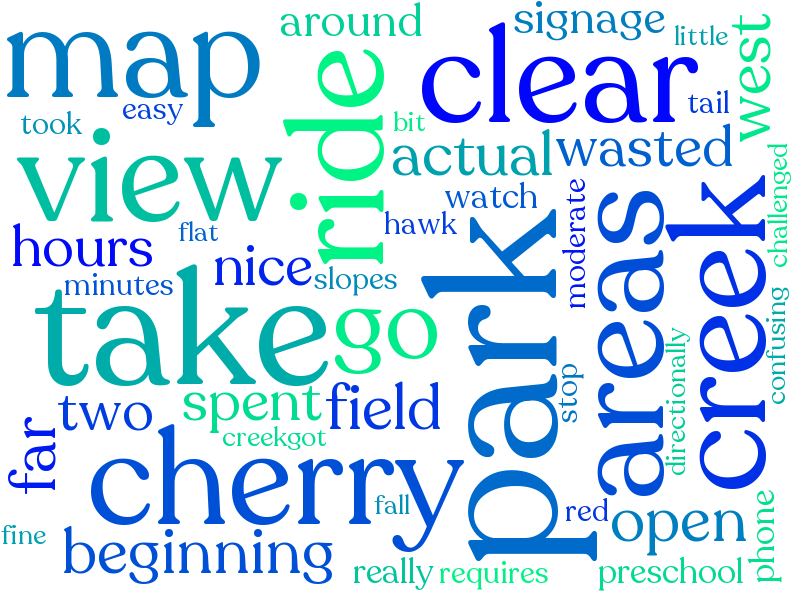 map
around
signage
little
west
clear
ride
easy
tail
took
bit
view
actual
wasted
challenged
watch
hawk
moderate
areas
creek
hours
flat
nice
minutes
slopes
park
take
go
confusing
directionally
stop
two
spent
field
creekgot
far
cherry
fall
red
open
phone
fine
beginning
really
requires
preschool